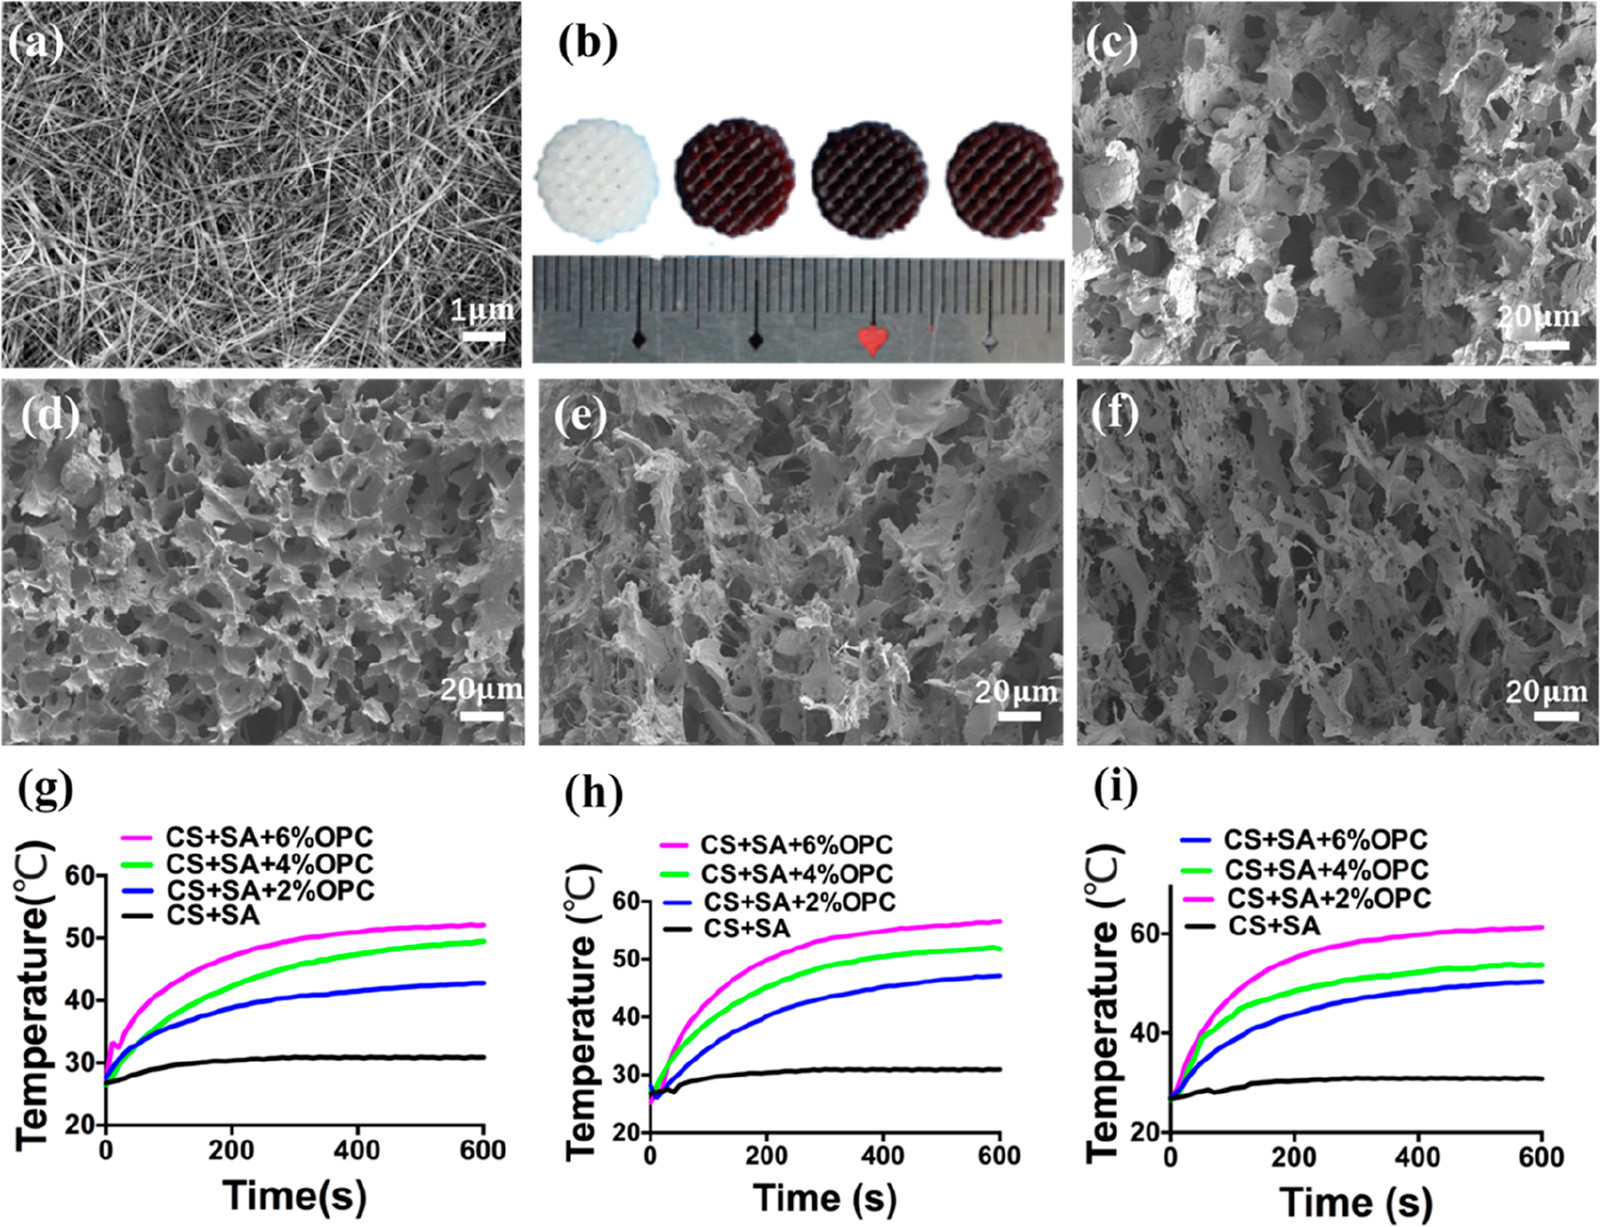 (a)
1μm
(b)
(c)
20μm
(d)
20μm
(e)
20μm
(f)
20μm
(g)
CS+SA+6%OPC
CS+SA+4%OPC
CS+SA+2%OPC
CS+SA
Temperature(℃)
60
50
40
30
20
0 200 400 600
Time(s)
(h)
CS+SA+6%OPC
CS+SA+4%OPC
CS+SA+2%OPC
CS+SA
Temperature (℃)
60
50
40
30
20
0 200 400 600
Time (s)
(i)
CS+SA+6%OPC
CS+SA+4%OPC
CS+SA+2%OPC
CS+SA
Temperature (℃)
60
40
20
0 200 400 600
Time (s)